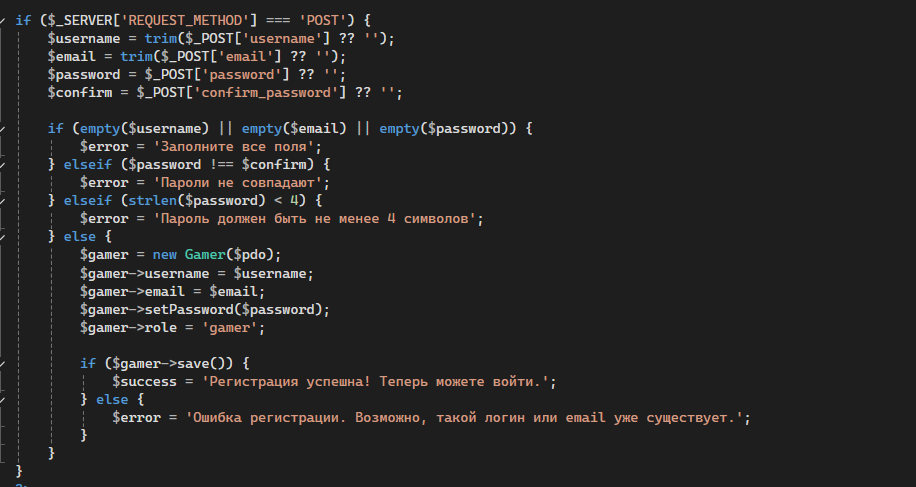 if ($_SERVER['REQUEST_METHOD'] === 'POST') {
    $username = trim($_POST['username'] ?? '');
    $email = trim($_POST['email'] ?? '');
    $password = $_POST['password'] ?? '';
    $confirm = $_POST['confirm_password'] ?? '';

    if (empty($username) || empty($email) || empty($password)) {
        $error = 'Заполните все поля';
    } elseif ($password !== $confirm) {
        $error = 'Пароли не совпадают';
    } elseif (strlen($password) < 4) {
        $error = 'Пароль должен быть не менее 4 символов';
    } else {
        $gamer = new Gamer($pdo);
        $gamer->username = $username;
        $gamer->email = $email;
        $gamer->setPassword($password);
        $gamer->role = 'gamer';

        if ($gamer->save()) {
            $success = 'Регистрация успешна! Теперь можете войти.';
        } else {
            $error = 'Ошибка регистрации. Возможно, такой логин или email уже существует.';
        }
    }
}